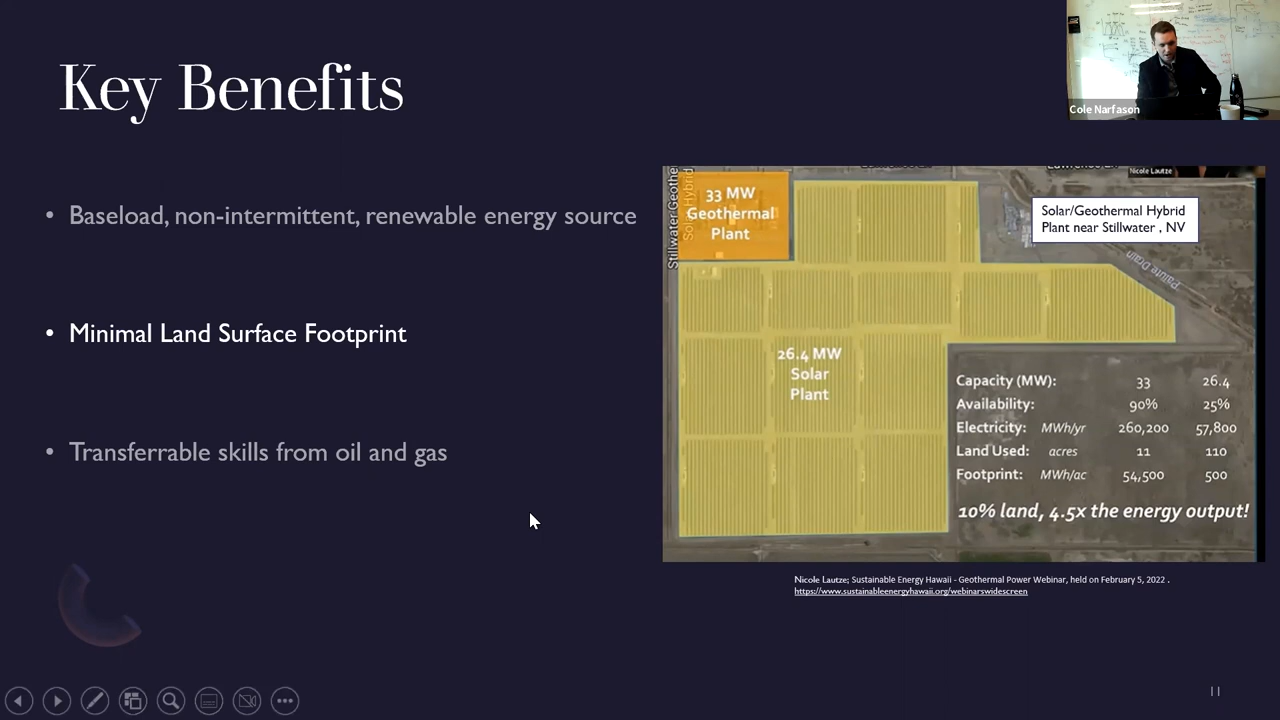 Key Benefits
Cole Narfason
• Baseload, non-intermittent, renewable energy source
• Minimal Land Surface Footprint
• Transferrable skills from oil and gas
Nicole Lautze
Stillwater Geother
Solar Hybrid
33 MW
Geothermal
Plant
Solar/Geothermal Hybrid
Plant near Stillwater , NV
Paiute Drain
26.4 MW
Solar
Plant
Capacity (MW): 33 26.4
Availability: 90% 25%
Electricity: MWh/yr 260,200 57,800
Land Used: acres 11 110
Footprint: MWh/ac 54,500 500
10% land, 4.5x the energy output!
Nicole Lautze; Sustainable Energy Hawaii - Geothermal Power Webinar, held on February 5, 2022 .
https://www.sustainableenergyhawaii.org/webinarswidescreen
11